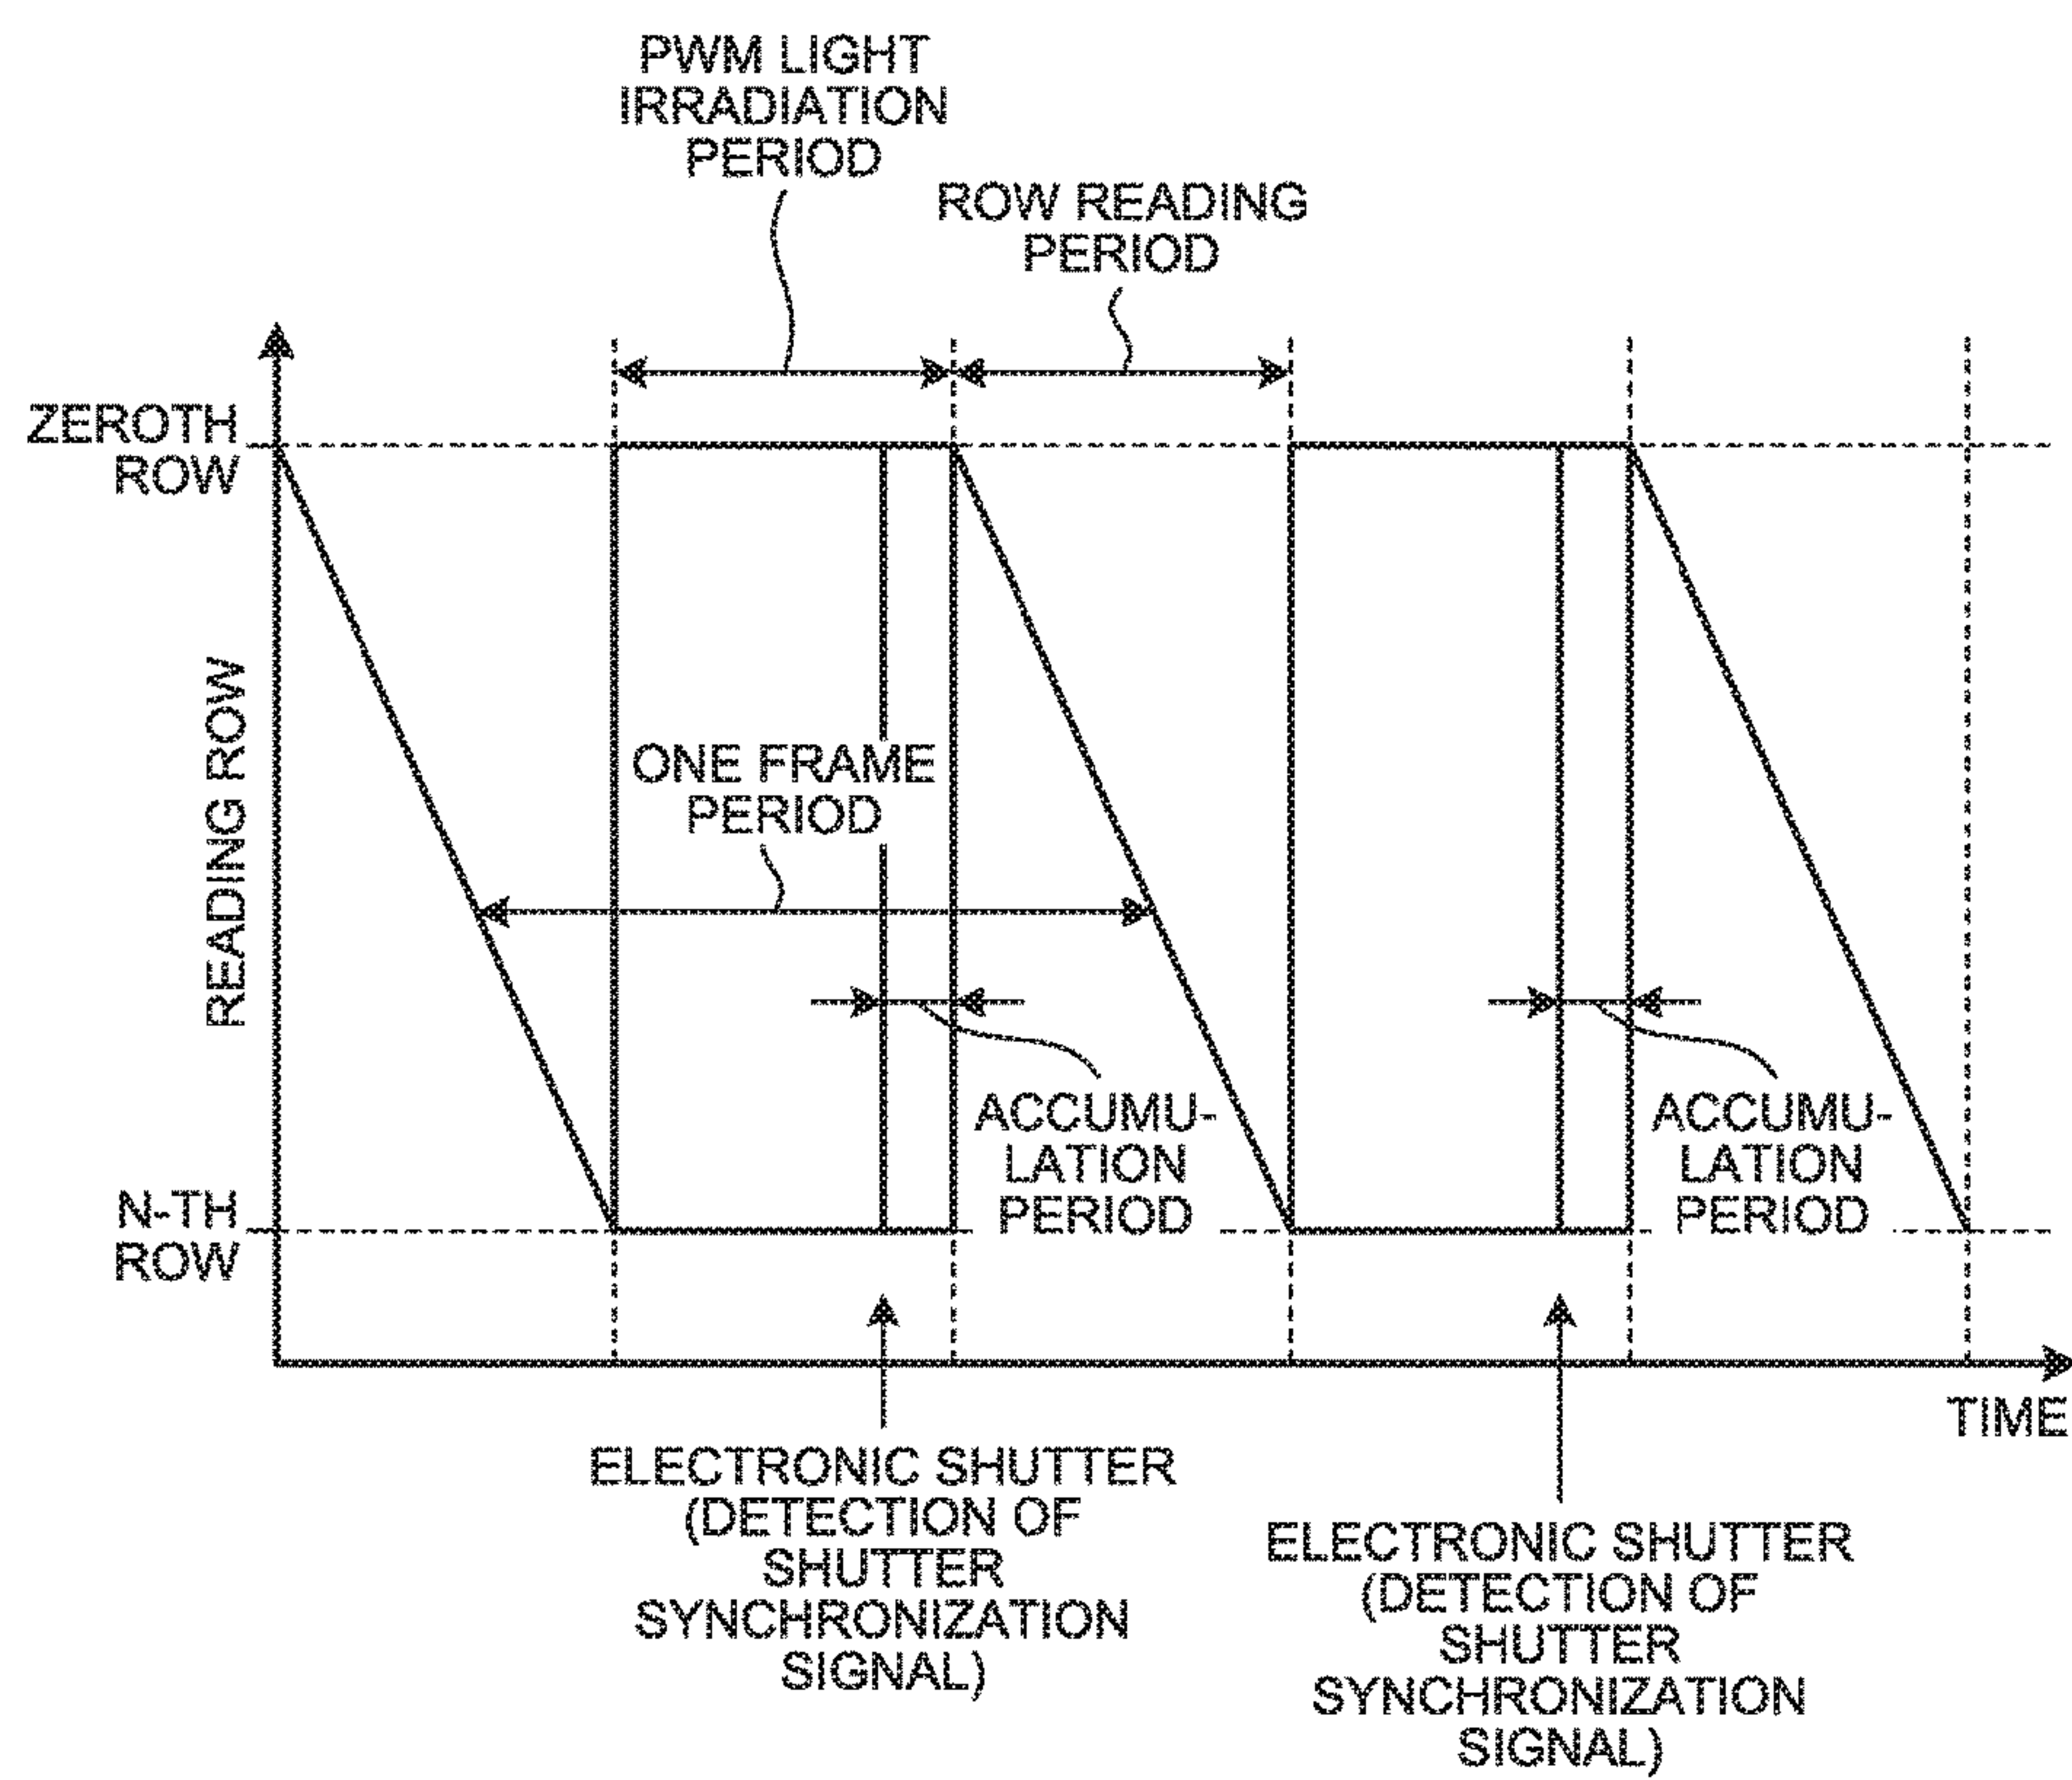 PWM LIGHT
IRRADIATION
PERIOD
ROW READING
PERIOD
ZEROTH
ROW
READING ROW
ONE FRAME
PERIOD
ACCUMU-
LATION
PERIOD
ACCUMU-
LATION
PERIOD
N-TH
ROW
TIME
ELECTRONIC SHUTTER
(DETECTION OF
SHUTTER
SYNCHRONIZATION
SIGNAL)
ELECTRONIC SHUTTER
(DETECTION OF
SHUTTER
SYNCHRONIZATION
SIGNAL)